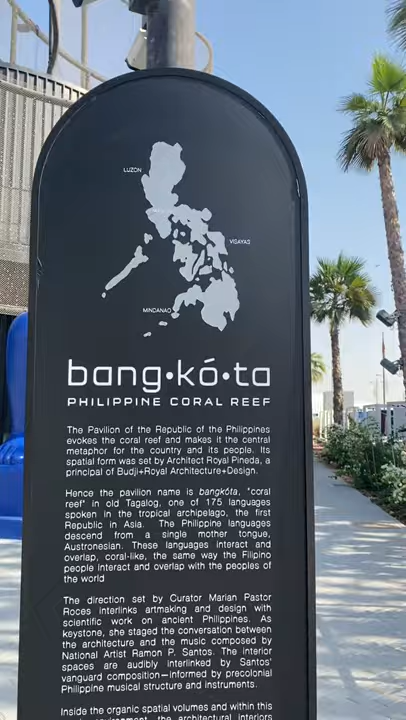 LUZON
VISAYAS
MINDANAO
bang•kó•ta
PHILIPPINE CORAL REEF
The Pavilion of the Republic of the Philippines
evokes the coral reef and makes it the central
metaphor for the country and its people. Its
spatial form was set by Architect Royal Pineda, a
principal of Budji+Royal Architecture+Design.
Hence the pavilion name is bangkóta, "coral
reef" in old Tagalog, one of 175 languages
spoken in the tropical archipelago, the first
Republic in Asia. The Philippine languages
descend from a single mother tongue,
Austronesian. These languages interact and
overlap, coral-like, the same way the Filipino
people interact and overlap with the peoples of
the world
The direction set by Curator Marian Pastor
Roces interlinks artmaking and design with
scientific work on ancient Philippines. As
keystone, she staged the conversation between
the architecture and the music composed by
National Artist Ramon P. Santos. The interior
spaces are audibly interlinked by Santos'
vanguard composition—informed by precolonial
Philippine musical structure and instruments.
Inside the organic spatial volumes and within this
environment, the architectural interiors